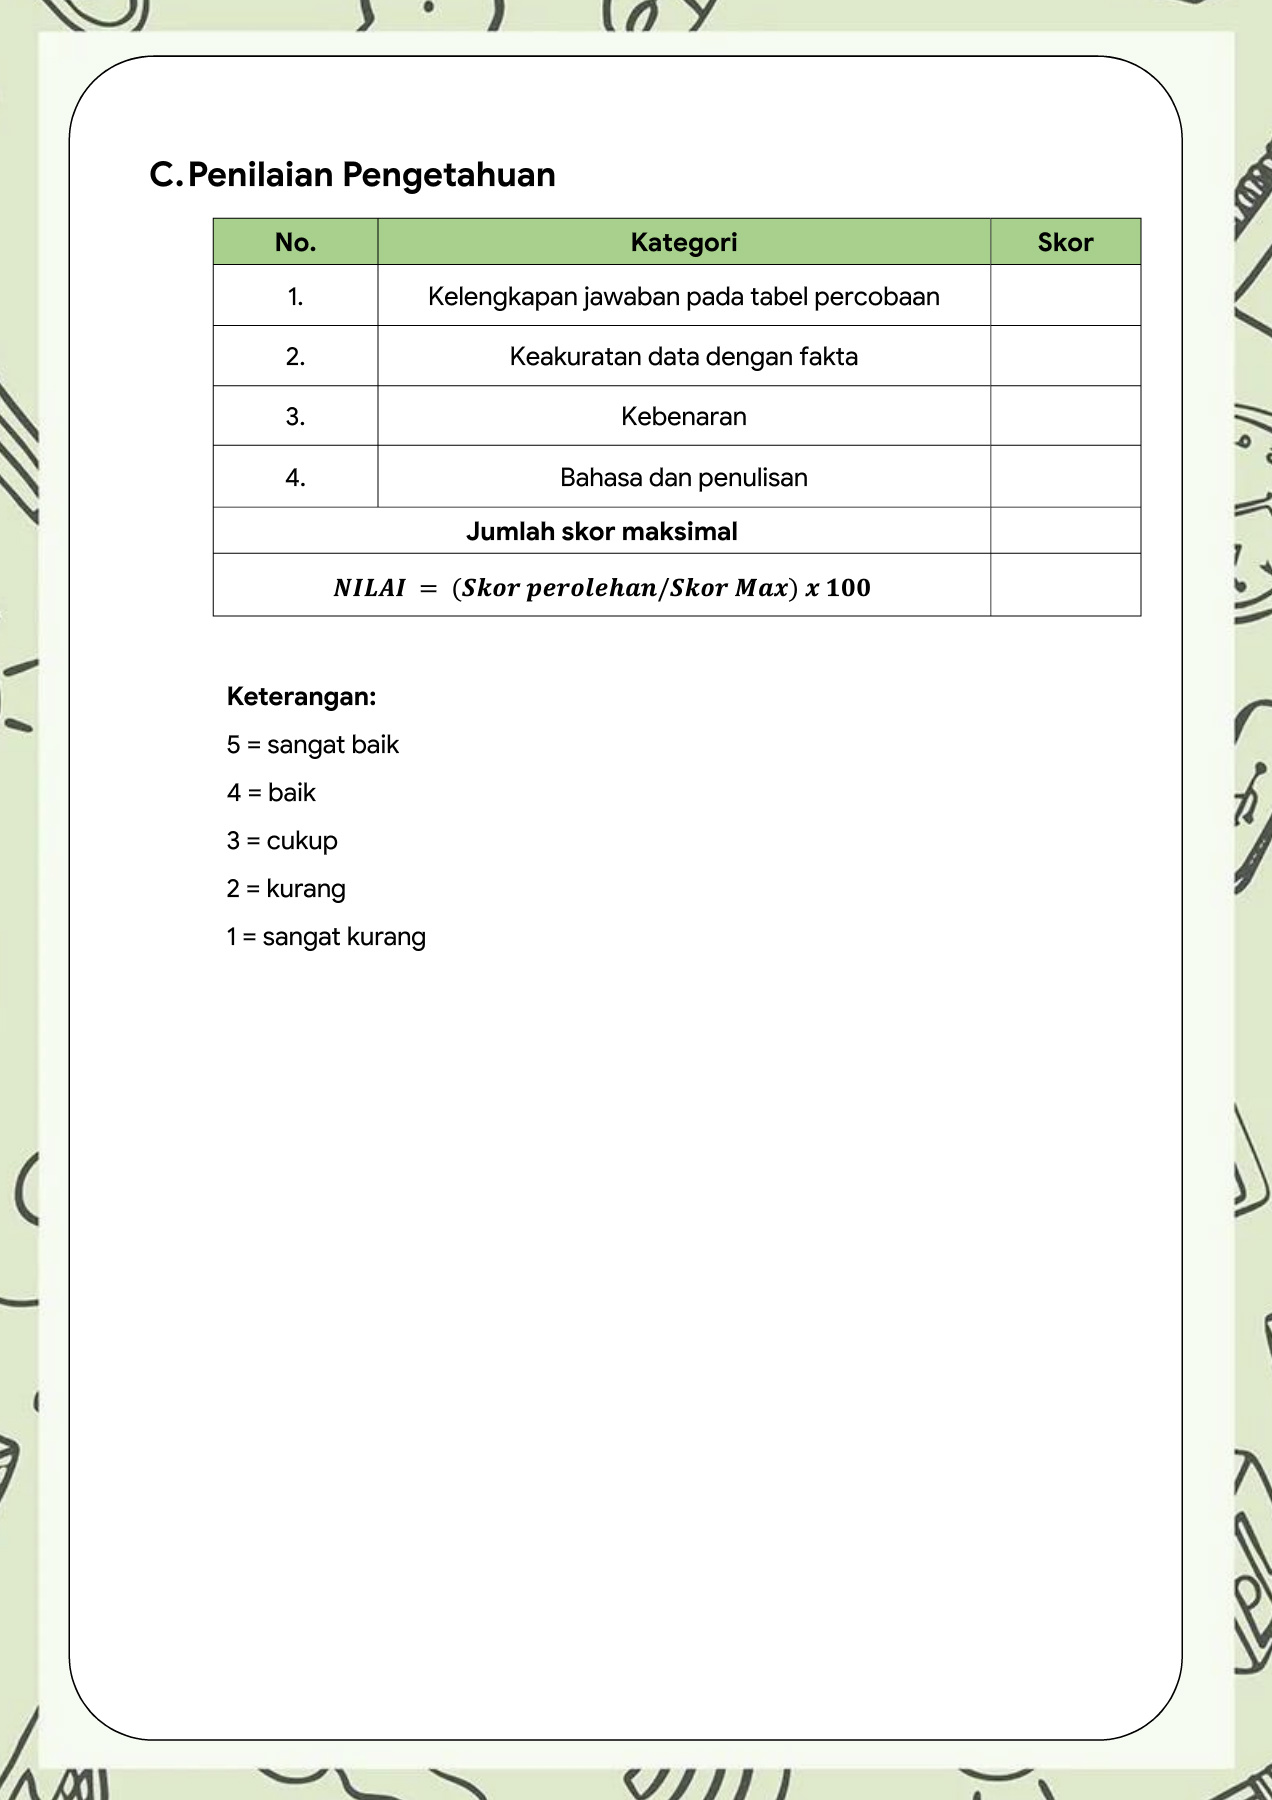 C. Penilaian Pengetahuan
No. Kategori Skor
1. Kelengkapan jawaban pada tabel percobaan
2. Keakuratan data dengan fakta
3. Kebenaran
4. Bahasa dan penulisan
Jumlah skor maksimal
NILAI = (Skor perolehan/Skor Max) x 100
Keterangan:
5 = sangat baik
4 = baik
3 = cukup
2 = kurang
1 = sangat kurang